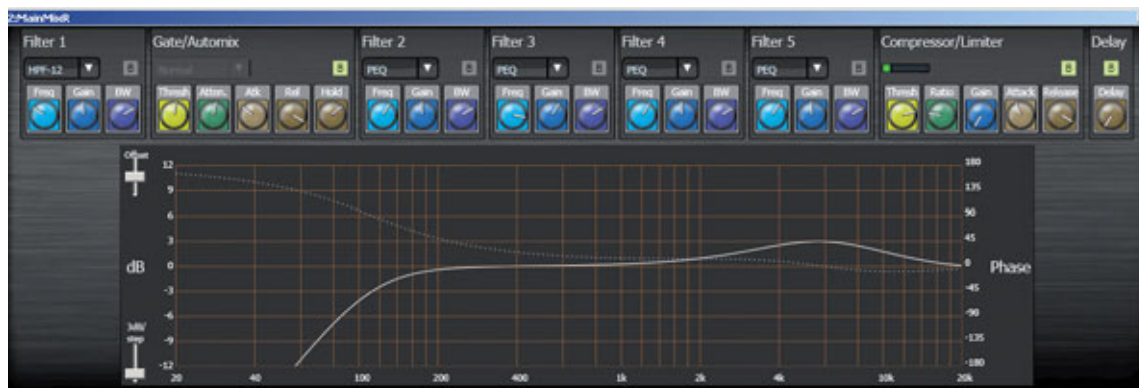 2:MainMixR
Filter 1
Gate/Automix
Filter 2
Filter 3
Filter 4
Filter 5
Compressor/Limiter
Delay
HPF-12
B
Normal
B
PEQ
B
PEQ
B
PEQ
B
PEQ
B
B
B
Freq Gain BW
Thresh Atten. Atk Rel Hold
Freq Gain BW
Freq Gain BW
Freq Gain BW
Freq Gain BW
Thresh Ratio Gain Attack Release
Delay
Offset
12
9
6
3
0
-3
-6
-9
-12
dB
3dB/
step
180
135
90
45
0
-45
-90
-135
-180
Phase
20 40 100 200 400 1k 2k 4k 10k 20k